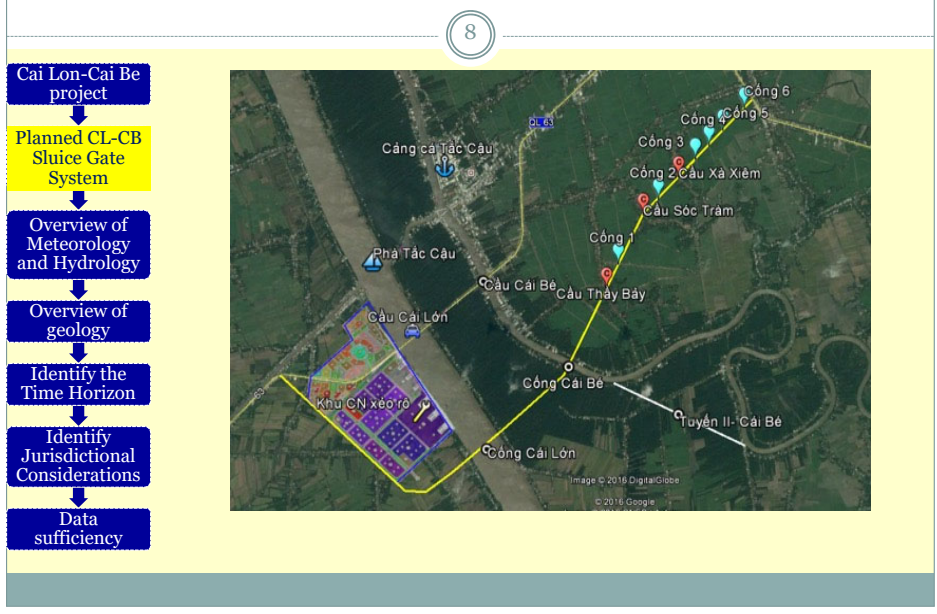 8
Cai Lon-Cai Be
project
Planned CL-CB
Sluice Gate
System
Overview of
Meteorology
and Hydrology
Overview of
geology
Identify the
Time Horizon
Identify
Jurisdictional
Considerations
Data
sufficiency
Cống 6
QL 63
Cống 4
Cống 5
Cảng cá Tắc Cậu
Cống 3
Cống 2
Cầu Xà Xiêm
Cầu Sóc Tràm
Cống 1
Phà Tắc Cậu
Cầu Cái Bé
Cầu Thầy Bảy
Cầu Cái Lớn
Cống Cái Bé
Khu CN xẻo rô
Tuyến II- Cái Bé
63
Cống Cái Lớn
Image © 2016 DigitalGlobe
© 2016 Google